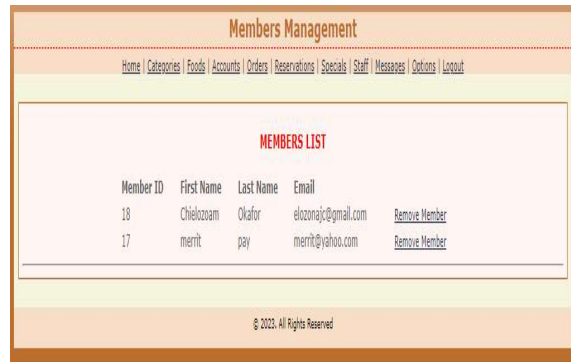 Members Management
Home | Categories | Foods | Accounts | Orders | Reservations | Specials | Staff | Messages | Options | Logout
MEMBERS LIST
Member ID First Name Last Name Email
18 Chielozoam Okafor elozonajc@gmail.com Remove Member
17 merrit pay merrit@yahoo.com Remove Member
© 2023. All Rights Reserved